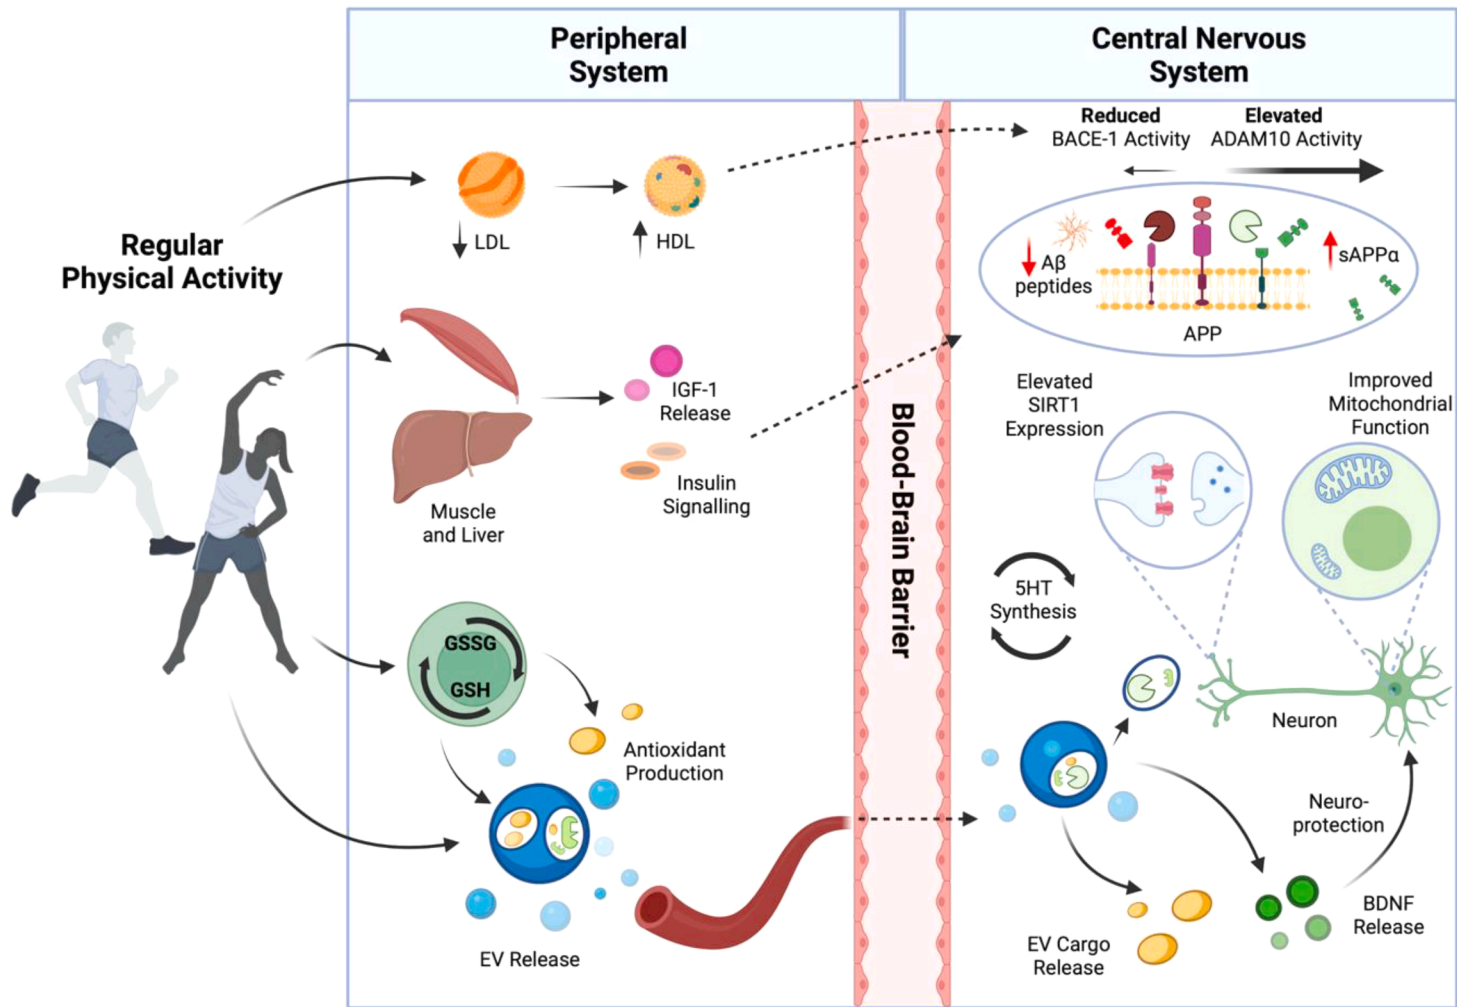 Peripheral
System
Central Nervous
System
Regular
Physical Activity
LDL
HDL
Reduced
BACE-1 Activity
Elevated
ADAM10 Activity
Aβ
peptides
sAPPα
APP
IGF-1
Release
Insulin
Signalling
Muscle
and Liver
Blood-Brain Barrier
Elevated
SIRT1
Expression
Improved
Mitochondrial
Function
5HT
Synthesis
GSSG
GSH
Antioxidant
Production
EV Release
Neuron
Neuro-
protection
EV Cargo
Release
BDNF
Release